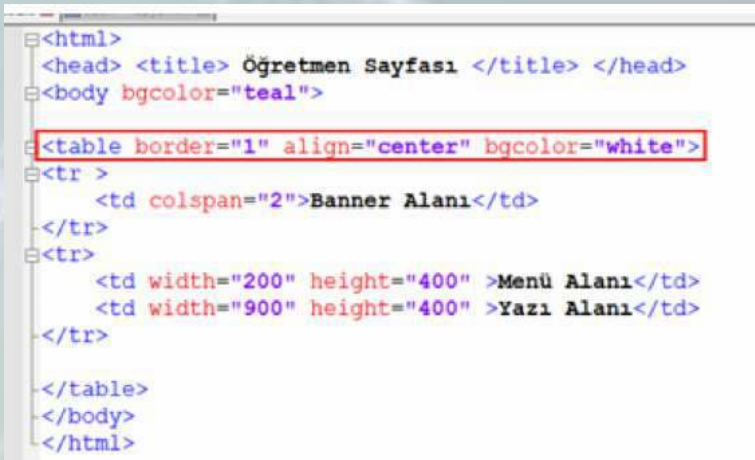 <html>
<head> <title> Öğretmen Sayfası </title> </head>
<body bgcolor="teal">
<table border="1" align="center" bgcolor="white">
<tr >
<td colspan="2">Banner Alanı</td>
</tr>
<tr>
<td width="200" height="400" >Menü Alanı</td>
<td width="900" height="400" >Yazı Alanı</td>
</tr>
</table>
</body>
</html>